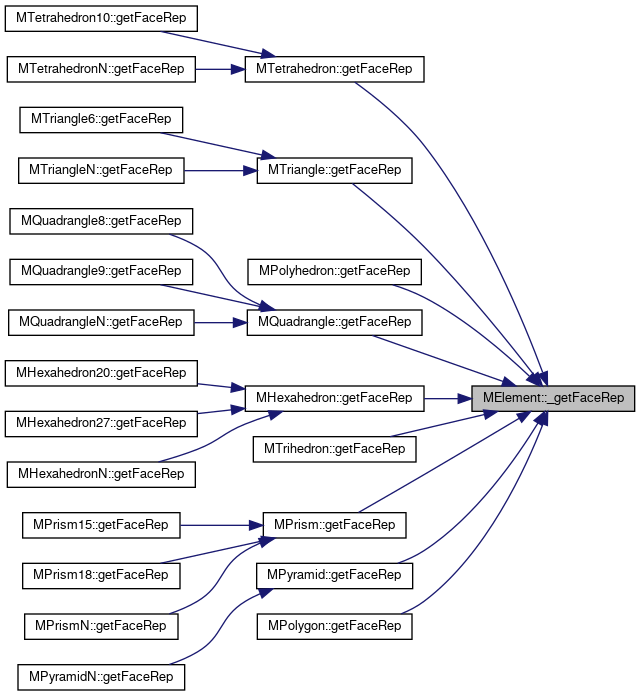 MTetrahedron10::getFaceRep
MTetrahedronN::getFaceRep
MTetrahedron::getFaceRep
MTriangle6::getFaceRep
MTriangleN::getFaceRep
MTriangle::getFaceRep
MQuadrangle8::getFaceRep
MQuadrangle9::getFaceRep
MPolyhedron::getFaceRep
MQuadrangleN::getFaceRep
MQuadrangle::getFaceRep
MHexahedron20::getFaceRep
MHexahedron::getFaceRep
MElement::_getFaceRep
MHexahedron27::getFaceRep
MTrihedron::getFaceRep
MHexahedronN::getFaceRep
MPrism15::getFaceRep
MPrism::getFaceRep
MPrism18::getFaceRep
MPyramid::getFaceRep
MPrismN::getFaceRep
MPolygon::getFaceRep
MPyramidN::getFaceRep